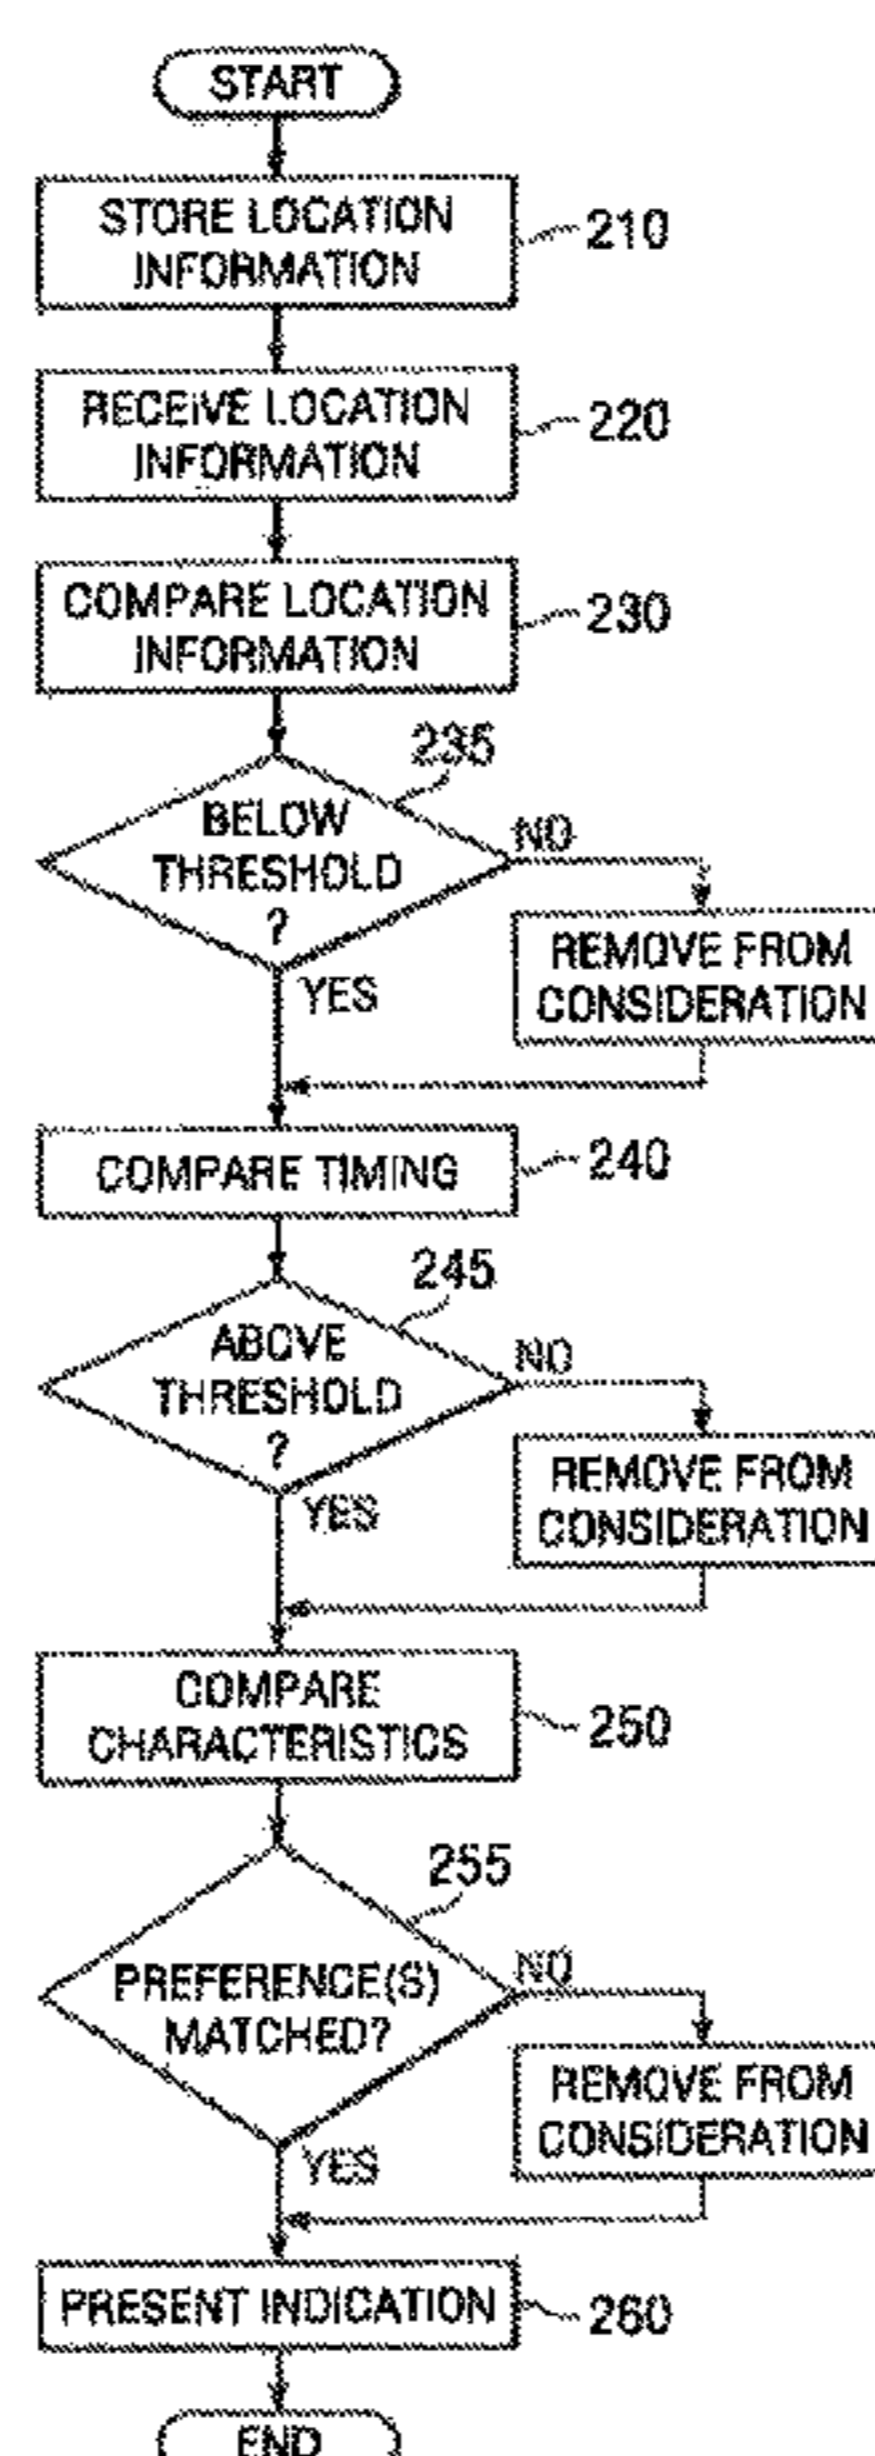 START
STORE LOCATION
INFORMATION
210
RECEIVE LOCATION
INFORMATION
220
COMPARE LOCATION
INFORMATION
230
235
BELOW
THRESHOLD
?
NO
REMOVE FROM
CONSIDERATION
YES
COMPARE TIMING
240
245
ABOVE
THRESHOLD
?
NO
REMOVE FROM
CONSIDERATION
YES
COMPARE
CHARACTERISTICS
250
255
PREFERENCE(S)
MATCHED?
NO
REMOVE FROM
CONSIDERATION
YES
PRESENT INDICATION
260
END